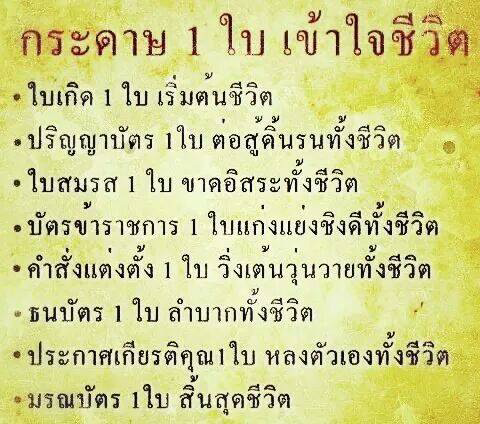 กระดาษ 1 ใบ เข้าใจชีวิต
• ใบเกิด 1 ใบ เริ่มต้นชีวิต
• ปริญญาบัตร 1ใบ ต่อสู้ดิ้นรนทั้งชีวิต
• ใบสมรส 1 ใบ ขาดอิสระทั้งชีวิต
• บัตรข้าราชการ 1 ใบแก่งแย่งชิงดีทั้งชีวิต
• คำสั่งแต่งตั้ง 1 ใบ วิ่งเต้นวุ่นวายทั้งชีวิต
• ธนบัตร 1 ใบ ลำบากทั้งชีวิต
• ประกาศเกียรติคุณ1ใบ หลงตัวเองทั้งชีวิต
• มรณบัตร 1ใบ สิ้นสุดชีวิต